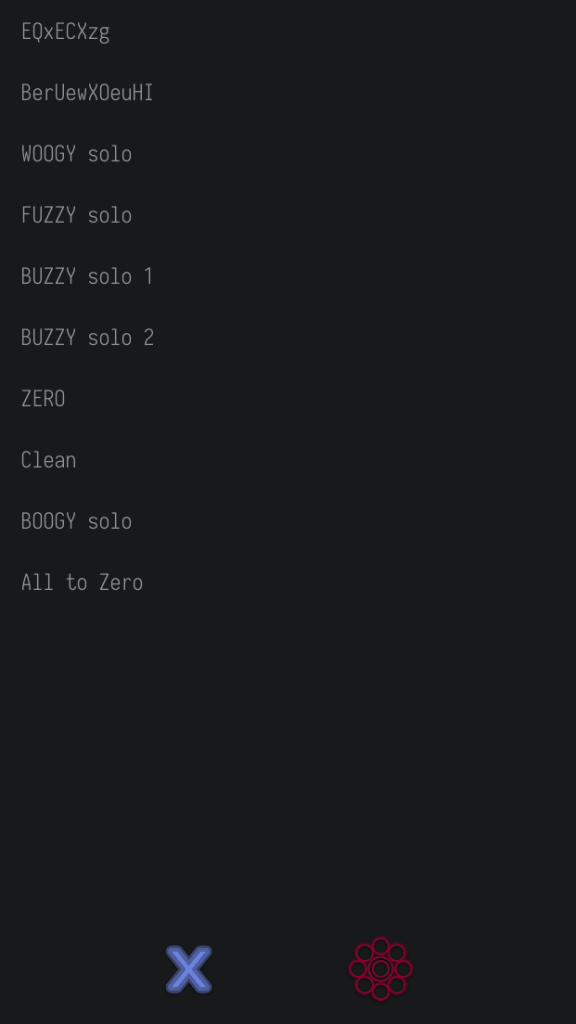 EQxECXzg
BerUewXOeuHI
WOOGY solo
FUZZY solo
BUZZY solo 1
BUZZY solo 2
ZERO
Clean
BOOGY solo
All to Zero
X